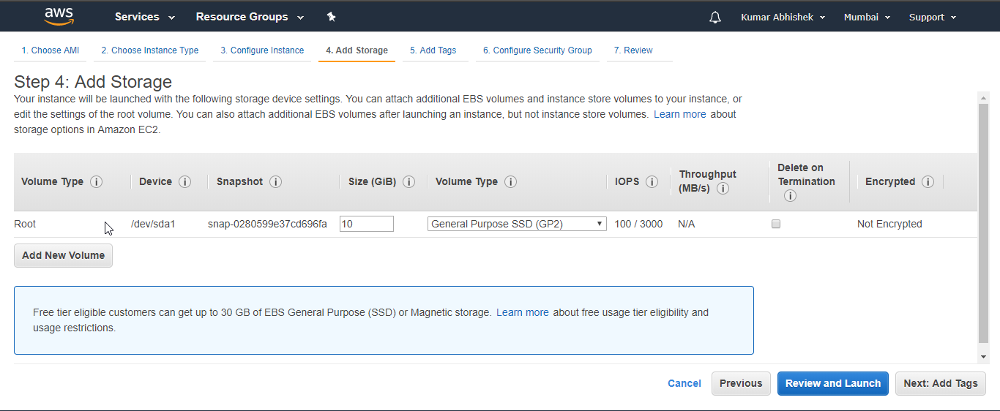 aws Services Resource Groups Kumar Abhishek Mumbai Support
1. Choose AMI 2. Choose Instance Type 3. Configure Instance 4. Add Storage 5. Add Tags 6. Configure Security Group 7. Review
Step 4: Add Storage
Your instance will be launched with the following storage device settings. You can attach additional EBS volumes and instance store volumes to your instance, or
edit the settings of the root volume. You can also attach additional EBS volumes after launching an instance, but not instance store volumes. Learn more about
storage options in Amazon EC2.
Volume Type i Device i Snapshot i Size (GiB) i Volume Type i IOPS i Throughput (MB/s) i Delete on Termination i Encrypted i
Root /dev/sda1 snap-0280599e37cd696fa 10 General Purpose SSD (GP2) 100 / 3000 N/A Not Encrypted
Add New Volume
Free tier eligible customers can get up to 30 GB of EBS General Purpose (SSD) or Magnetic storage. Learn more about free usage tier eligibility and
usage restrictions.
Cancel Previous Review and Launch Next: Add Tags